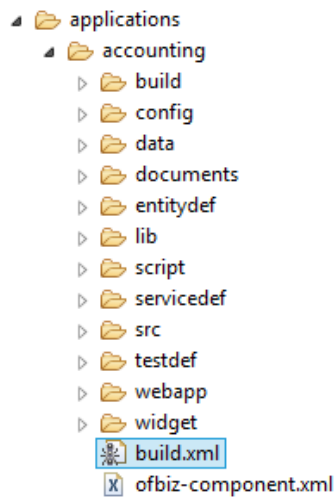 applications
accounting
build
config
data
documents
entitydef
lib
script
servicedef
src
testdef
webapp
widget
build.xml
ofbiz-component.xml